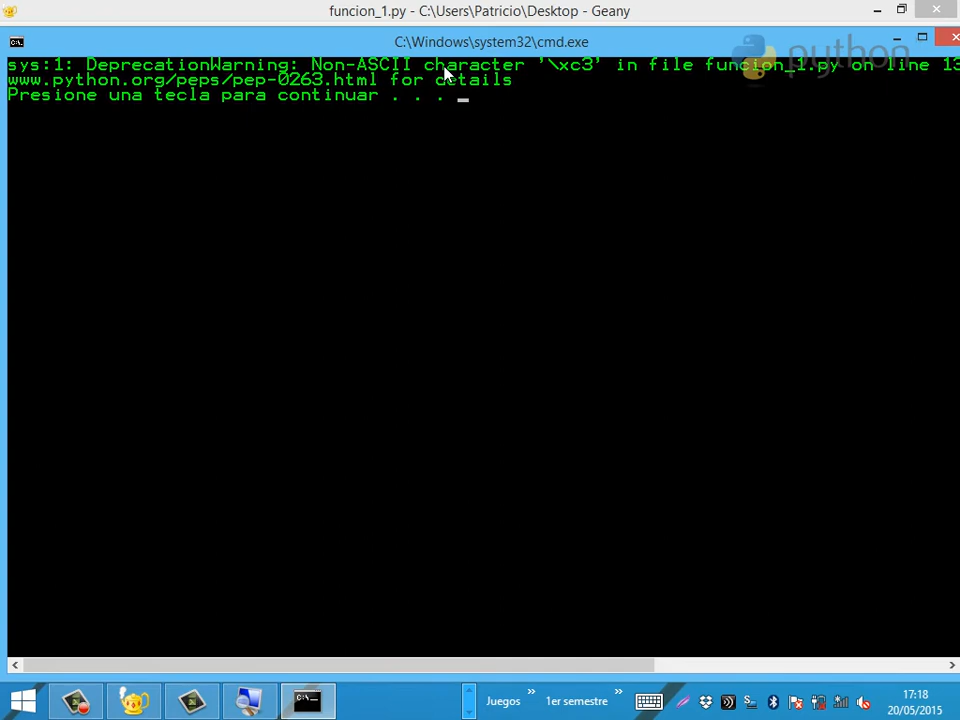 funcion_1.py - C:\Users\Patricio\Desktop - Geany
C:\Windows\system32\cmd.exe
python
sys:1: DeprecationWarning: Non-ASCII character '\xc3' in file funcion_1.py on line 13
www.python.org/peps/pep-0263.html for details
Presione una tecla para continuar . . .
Juegos
1er semestre
17:18
20/05/2015